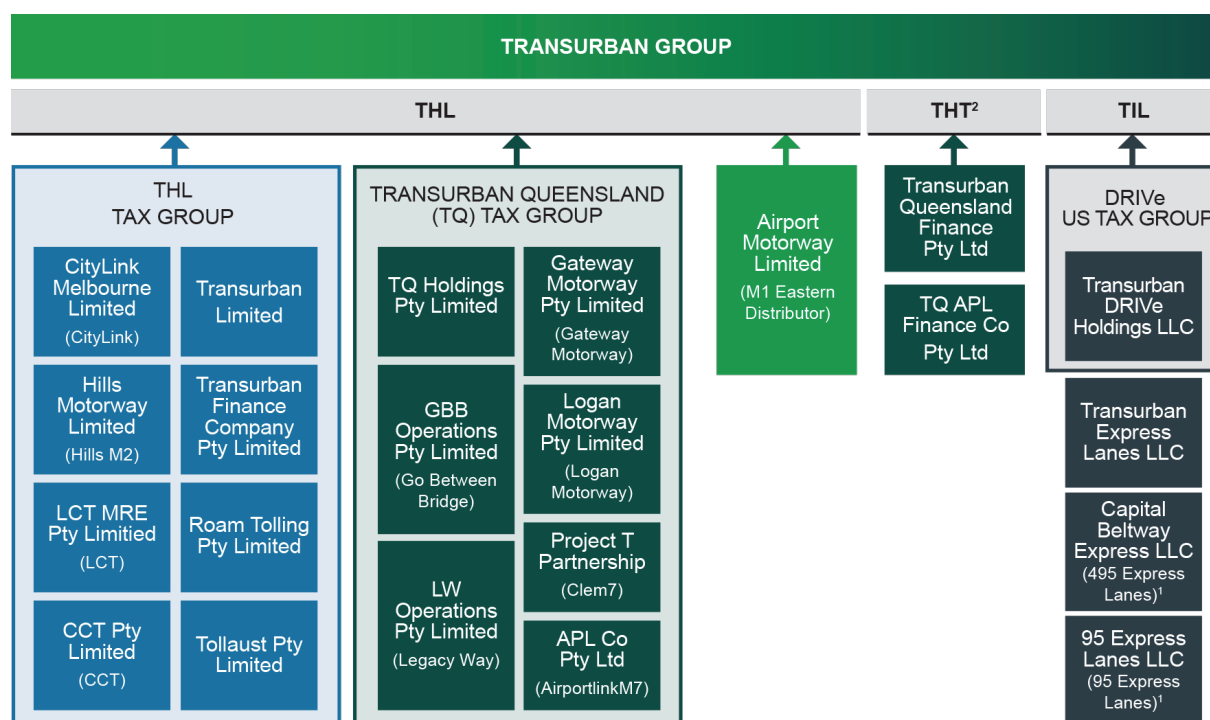 TRANSURBAN GROUP
THL
THT²
TIL
THL
TAX GROUP
CityLink
Melbourne
Limited
(CityLink)
Transurban
Limited
Hills
Motorway
Limited
(Hills M2)
Transurban
Finance
Company
Pty Limited
LCT MRE
Pty Limitied
(LCT)
Roam Tolling
Pty Limited
CCT Pty
Limited
(CCT)
Tollaust Pty
Limited
TRANSURBAN QUEENSLAND
(TQ) TAX GROUP
TQ Holdings
Pty Limited
GBB
Operations
Pty Limited
(Go Between
Bridge)
LW
Operations
Pty Limited
(Legacy Way)
Gateway
Motorway
Pty Limited
(Gateway
Motorway)
Logan
Motorway
Pty Limited
(Logan
Motorway)
Project T
Partnership
(Clem7)
APL Co
Pty Ltd
(AirportlinkM7)
Airport
Motorway
Limited
(M1 Eastern
Distributor)
Transurban
Queensland
Finance
Pty Ltd
TQ APL
Finance Co
Pty Ltd
DRIVe
US TAX GROUP
Transurban
DRIVe
Holdings LLC
Transurban
Express
Lanes LLC
Capital
Beltway
Express LLC
(495 Express
Lanes)¹
95 Express
Lanes LLC
(95 Express
Lanes)¹